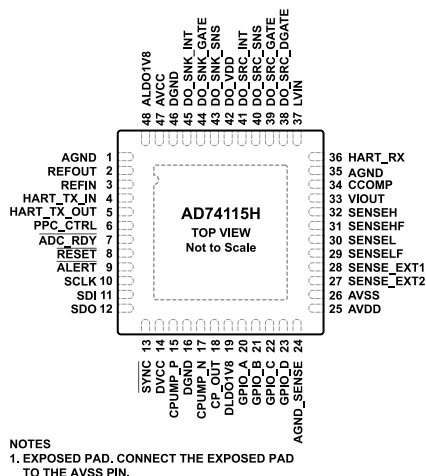 48 ALDO1V8
47 AVCC
46 DGND
45 DO_SNK_INT
44 DO_SNK_GATE
43 DO_SNK_SNS
42 DO_VDD
41 DO_SRC_INT
40 DO_SRC_SNS
39 DO_SRC_GATE
38 DO_SRC_DGATE
37 LVIN
AGND 1
REFOUT 2
REFIN 3
HART_TX_IN 4
HART_TX_OUT 5
PPC_CTRL 6
ADC_RDY 7
RESET 8
ALERT 9
SCLK 10
SDI 11
SDO 12
AD74115H
TOP VIEW
Not to Scale
36 HART_RX
35 AGND
34 CCOMP
33 VIOUT
32 SENSEH
31 SENSEHF
30 SENSEL
29 SENSELF
28 SENSE_EXT1
27 SENSE_EXT2
26 AVSS
25 AVDD
SYNC 13
DVCC 14
CPUMP_P 15
DGND 16
CPUMP_N 17
CP_OUT 18
DLDO1V8 19
GPIO_A 20
GPIO_B 21
GPIO_C 22
GPIO_D 23
AGND_SENSE 24
NOTES
1. EXPOSED PAD. CONNECT THE EXPOSED PAD
TO THE AVSS PIN.